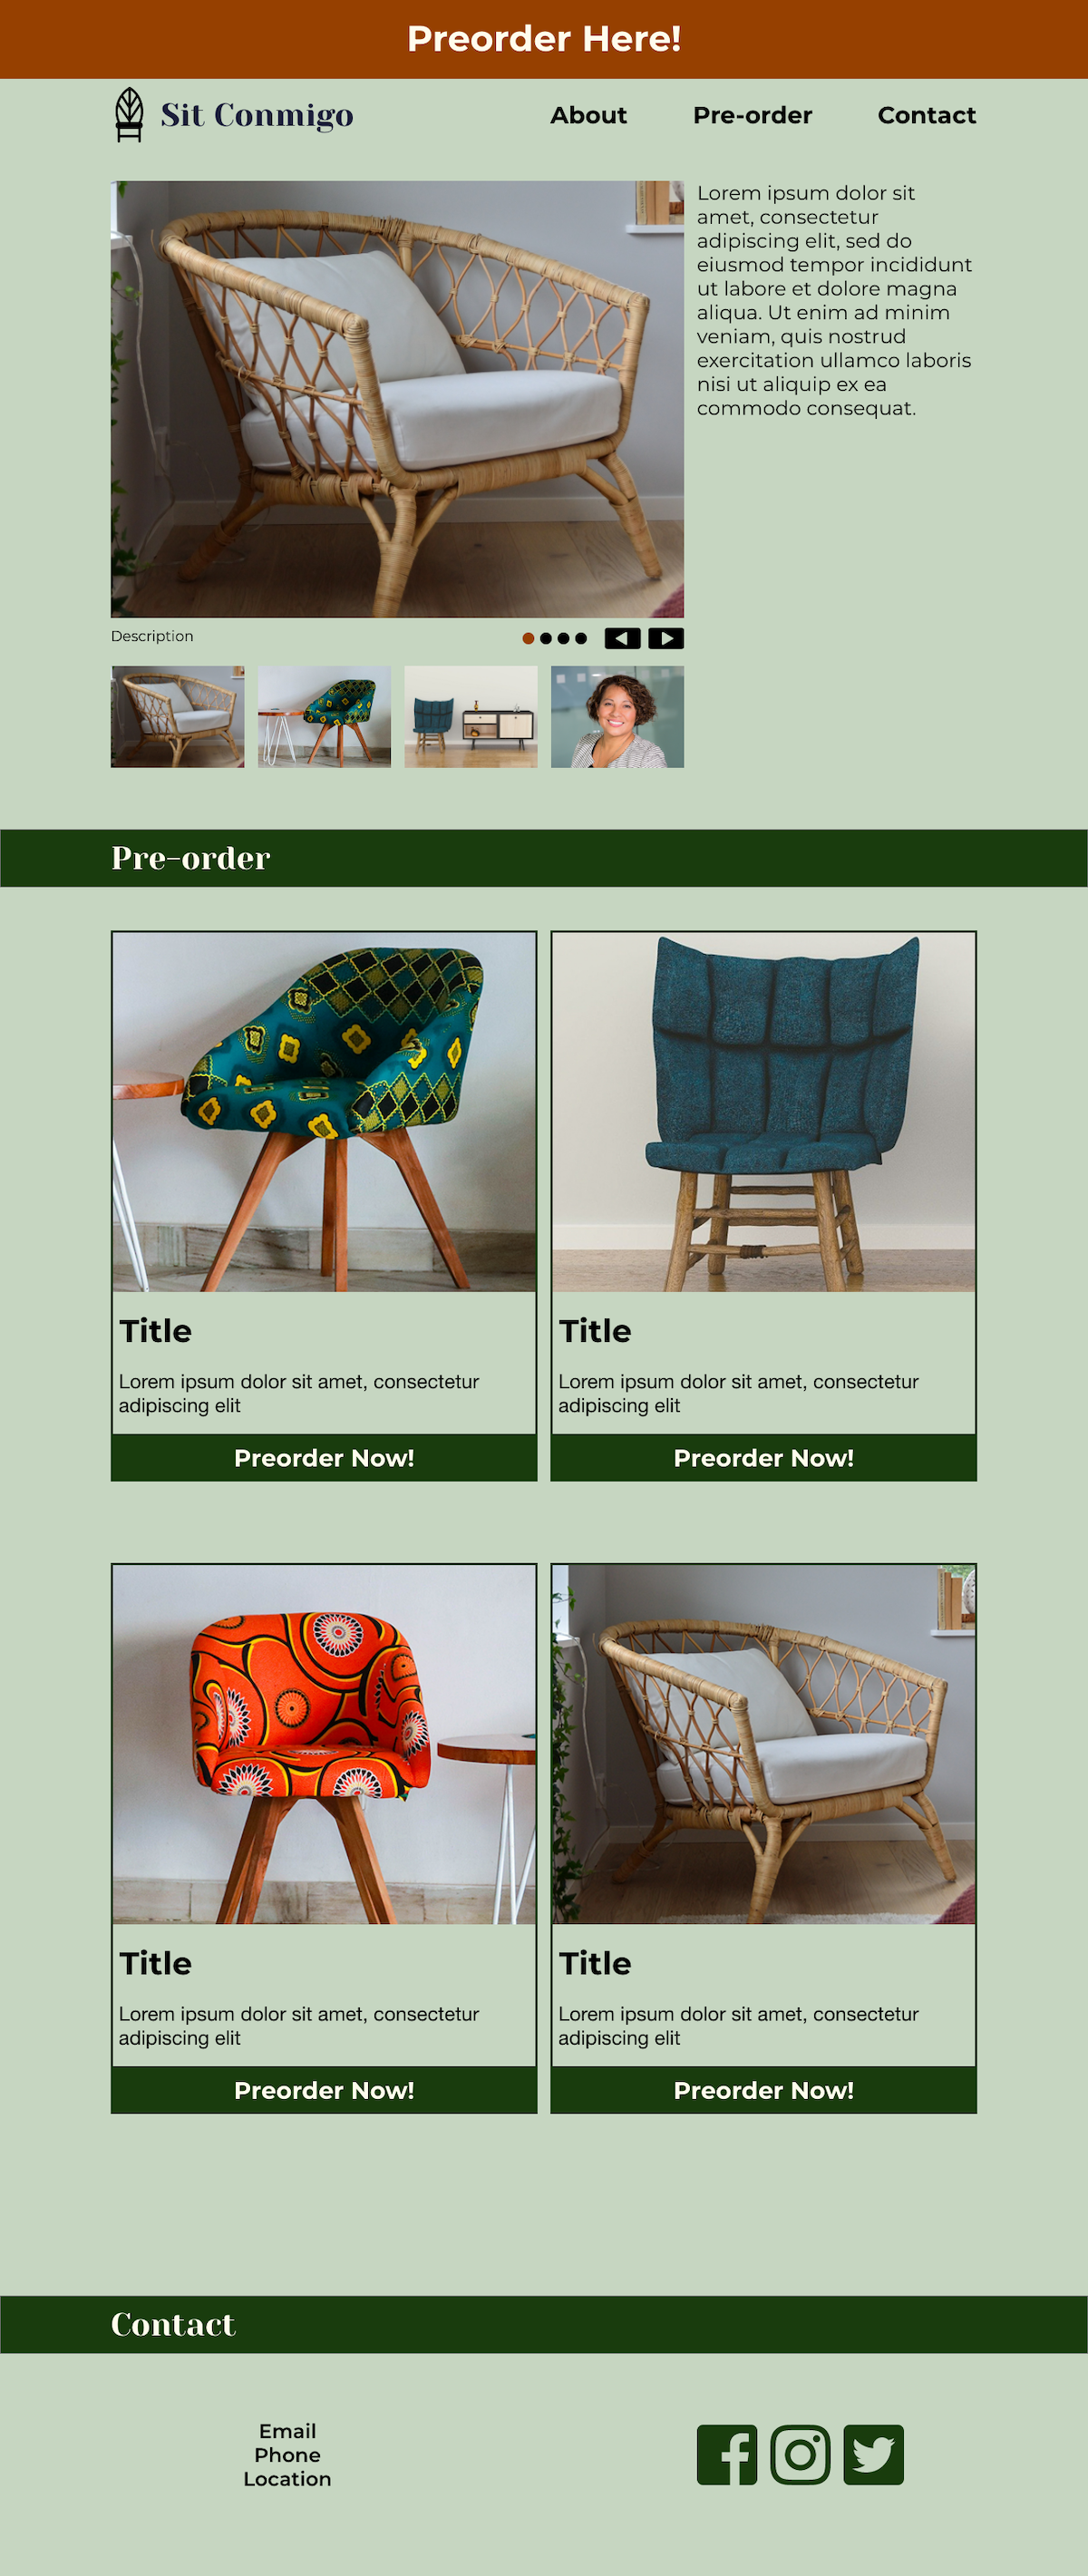 Preorder Here!
Sit Conmigo
About
Pre-order
Contact
Lorem ipsum dolor sit
amet, consectetur
adipiscing elit, sed do
eiusmod tempor incididunt
ut labore et dolore magna
aliqua. Ut enim ad minim
veniam, quis nostrud
exercitation ullamco laboris
nisi ut aliquip ex ea
commodo consequat.
Description
Pre-order
Title
Lorem ipsum dolor sit amet, consectetur
adipiscing elit
Preorder Now!
Title
Lorem ipsum dolor sit amet, consectetur
adipiscing elit
Preorder Now!
Title
Lorem ipsum dolor sit amet, consectetur
adipiscing elit
Preorder Now!
Title
Lorem ipsum dolor sit amet, consectetur
adipiscing elit
Preorder Now!
Contact
Email
Phone
Location